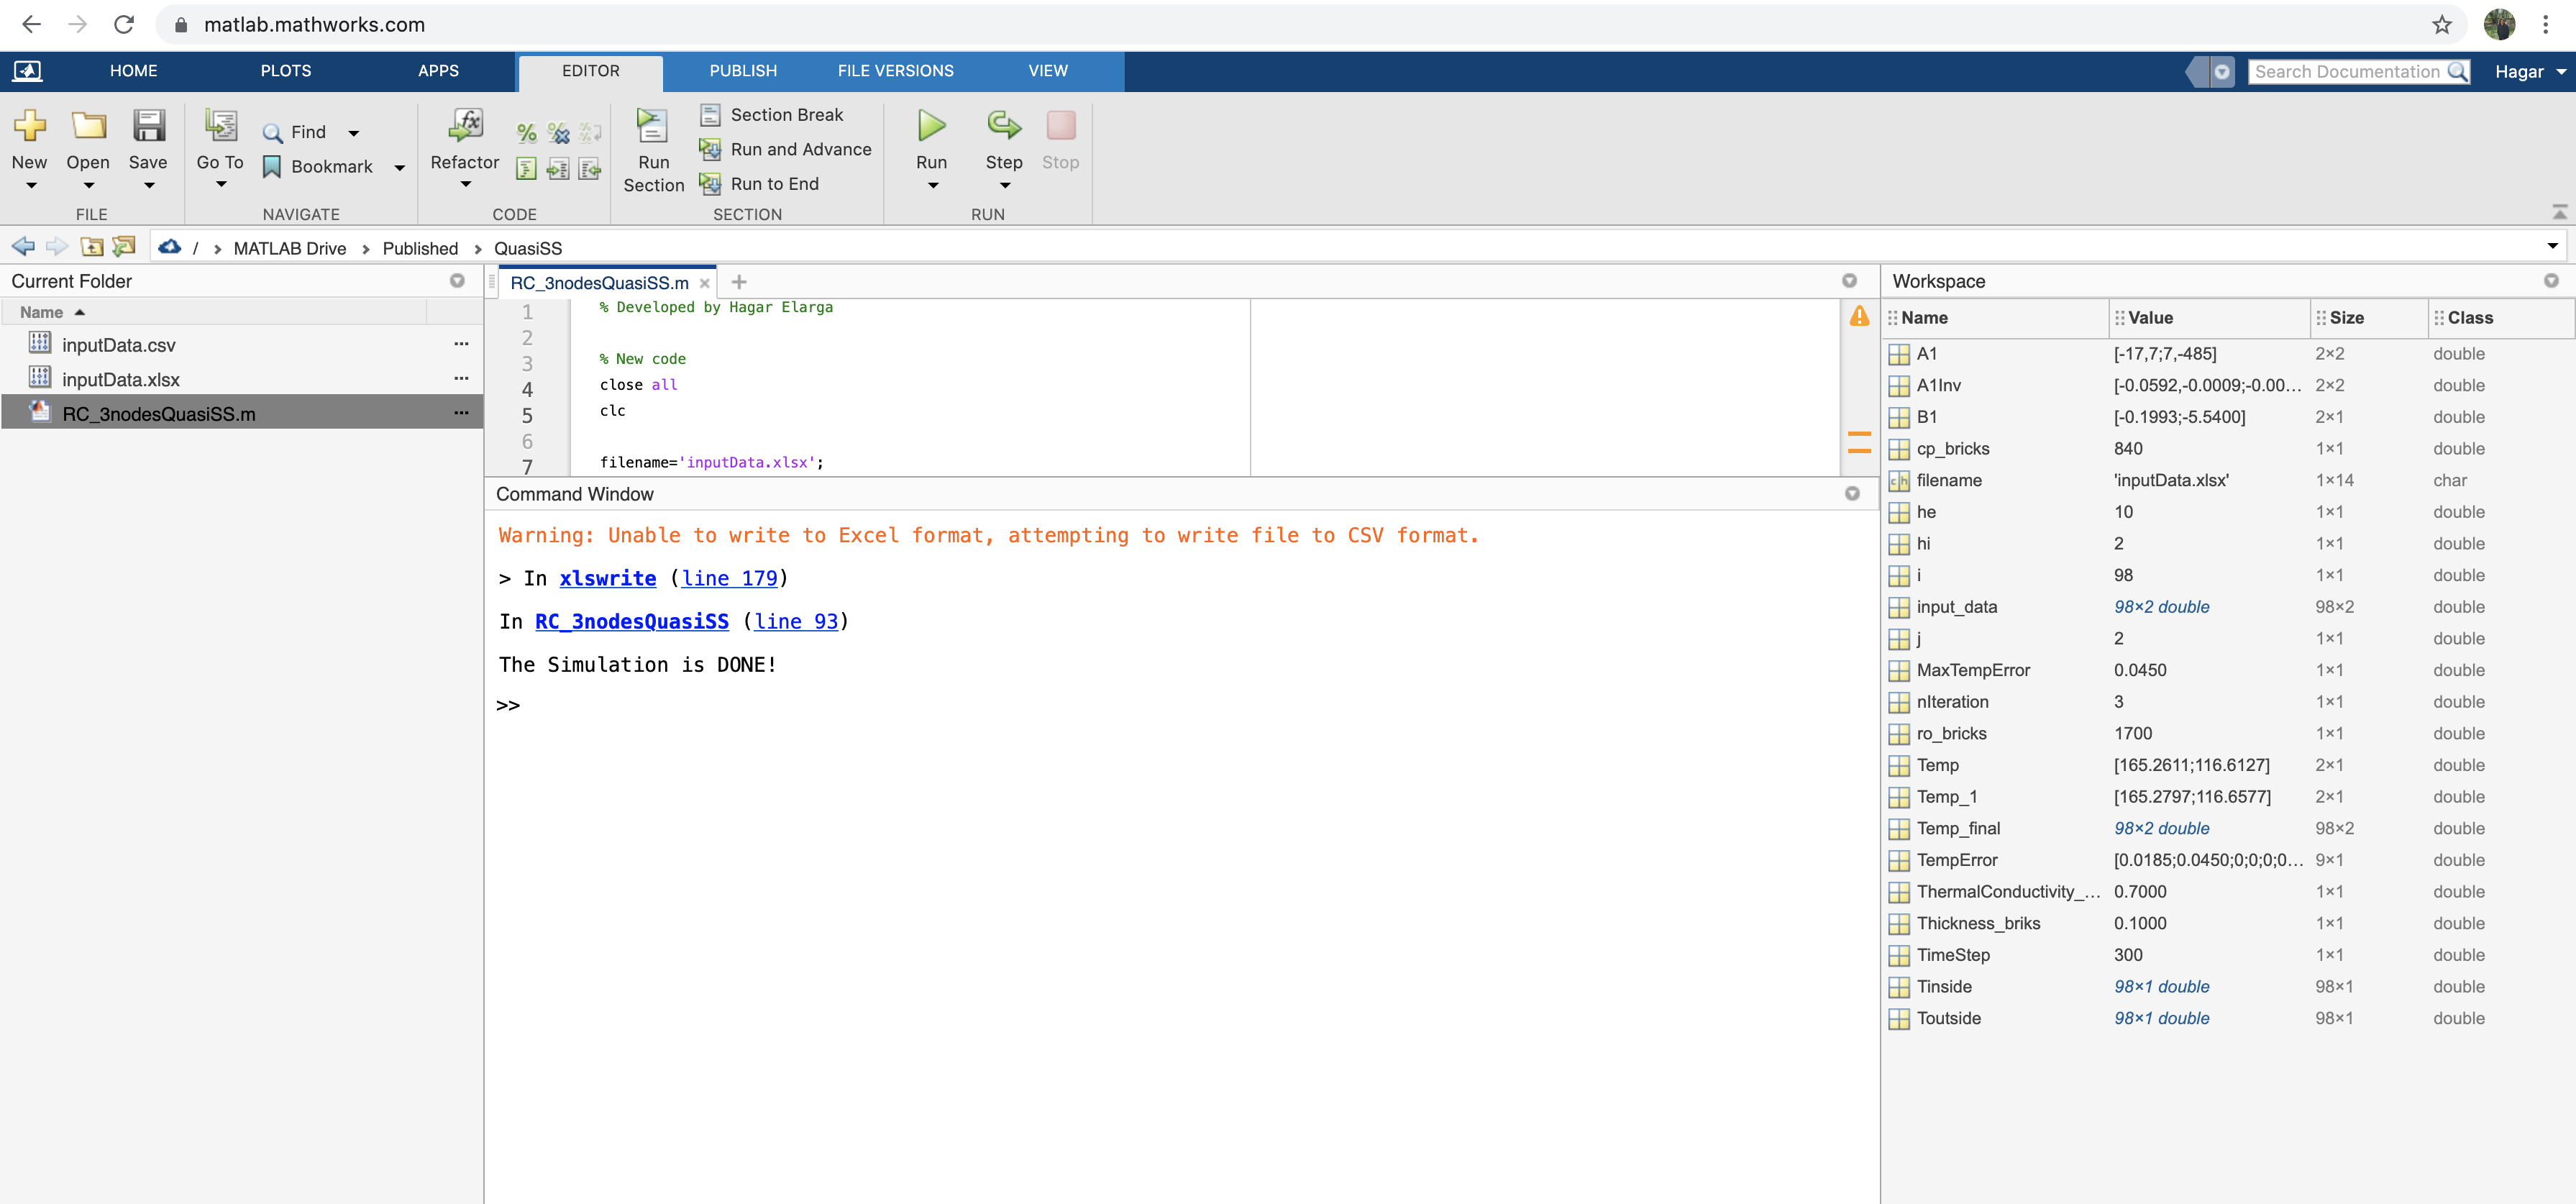 matlab.mathworks.com
HOME PLOTS APPS EDITOR PUBLISH FILE VERSIONS VIEW Search Documentation Hagar
New Open Save Go To Find Bookmark Refactor Run Section Section Break Run and Advance Run to End Run Step Stop
FILE NAVIGATE CODE SECTION RUN
/ › MATLAB Drive › Published › QuasiSS
Current Folder
Name
inputData.csv ...
inputData.xlsx ...
RC_3nodesQuasiSS.m ...
RC_3nodesQuasiSS.m × +
1 % Developed by Hagar Elarga
2
3 % New code
4 close all
5 clc
6
7 filename='inputData.xlsx';
Command Window
Warning: Unable to write to Excel format, attempting to write file to CSV format.
> In xlswrite (line 179)
In RC_3nodesQuasiSS (line 93)
The Simulation is DONE!
>>
Workspace
Name Value Size Class
A1 [-17,7;7,-485] 2×2 double
A1Inv [-0.0592,-0.0009;-0.00... 2×2 double
B1 [-0.1993;-5.5400] 2×1 double
cp_bricks 840 1×1 double
ch filename 'inputData.xlsx' 1×14 char
he 10 1×1 double
hi 2 1×1 double
i 98 1×1 double
input_data 98×2 double 98×2 double
j 2 1×1 double
MaxTempError 0.0450 1×1 double
nIteration 3 1×1 double
ro_bricks 1700 1×1 double
Temp [165.2611;116.6127] 2×1 double
Temp_1 [165.2797;116.6577] 2×1 double
Temp_final 98×2 double 98×2 double
TempError [0.0185;0.0450;0;0;0;0... 9×1 double
ThermalConductivity_... 0.7000 1×1 double
Thickness_briks 0.1000 1×1 double
TimeStep 300 1×1 double
Tinside 98×1 double 98×1 double
Toutside 98×1 double 98×1 double